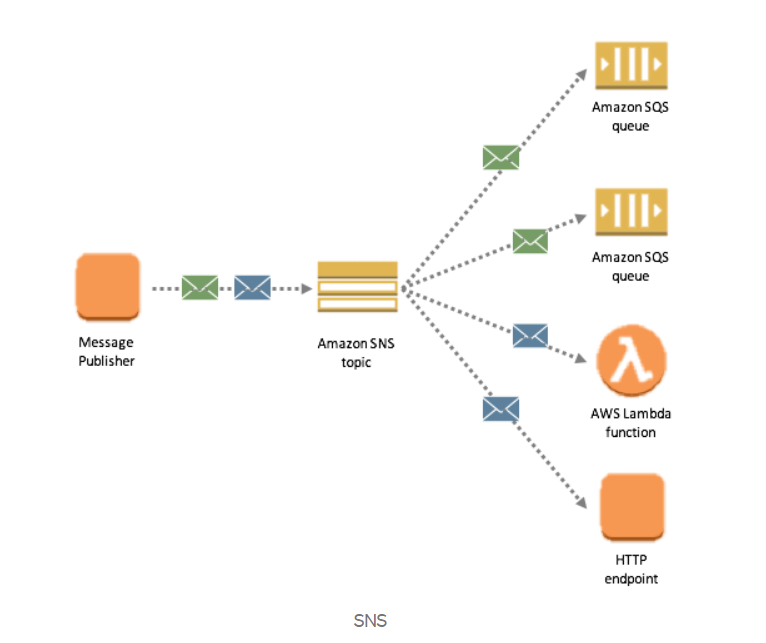 Amazon SQS
queue
Amazon SQS
queue
Message
Publisher
Amazon SNS
topic
AWS Lambda
function
HTTP
endpoint
SNS